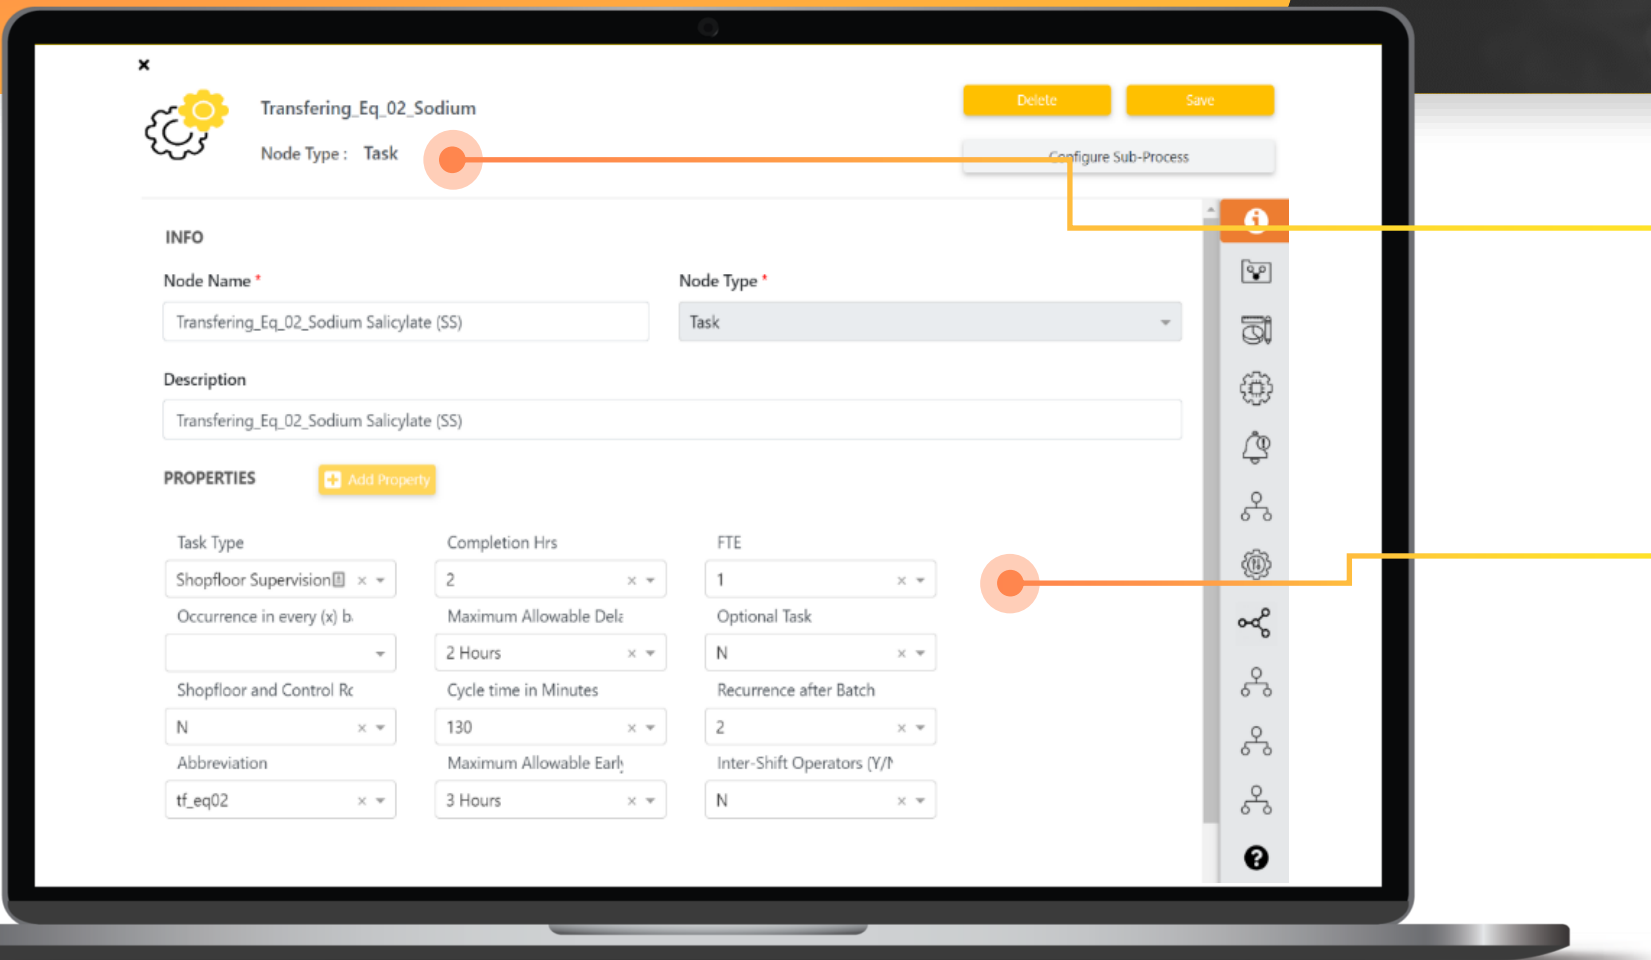 Transfering_Eq_02_Sodium
Delete
Save
Node Type : Task
Configure Sub-Process
INFO
Node Name *
Node Type *
Transfering_Eq_02_Sodium Salicylate (SS)
Task
Description
Transfering_Eq_02_Sodium Salicylate (SS)
PROPERTIES
Add Property
Task Type
Completion Hrs
FTE
Shopfloor Supervision
2
1
Occurrence in every (x) b
Maximum Allowable Dela
Optional Task
2 Hours
N
Shopfloor and Control Rc
Cycle time in Minutes
Recurrence after Batch
N
130
2
Abbreviation
Maximum Allowable Early
Inter-Shift Operators (Y/N
tf_eq02
3 Hours
N